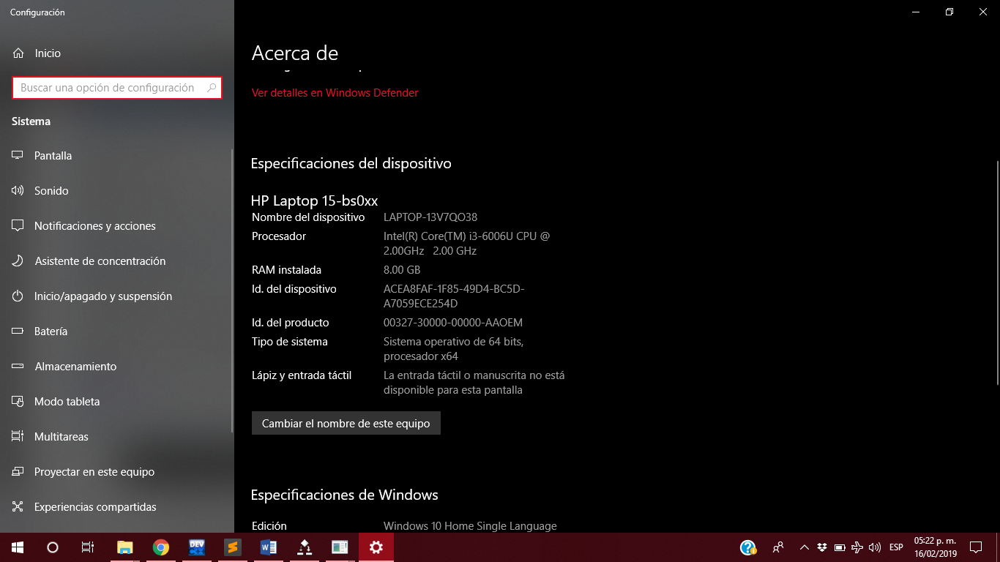 Configuración
Inicio
Buscar una opción de configuración
Sistema
Pantalla
Sonido
Notificaciones y acciones
Asistente de concentración
Inicio/apagado y suspensión
Batería
Almacenamiento
Modo tableta
Multitareas
Proyectar en este equipo
Experiencias compartidas
Acerca de
Ver detalles en Windows Defender
Especificaciones del dispositivo
HP Laptop 15-bs0xx
Nombre del dispositivo LAPTOP-13V7QO38
Procesador Intel(R) Core(TM) i3-6006U CPU @
2.00GHz 2.00 GHz
RAM instalada 8.00 GB
Id. del dispositivo ACEA8FAF-1F85-49D4-BC5D-
A7059ECE254D
Id. del producto 00327-30000-00000-AAOEM
Tipo de sistema Sistema operativo de 64 bits,
procesador x64
Lápiz y entrada táctil La entrada táctil o manuscrita no está
disponible para esta pantalla
Cambiar el nombre de este equipo
Especificaciones de Windows
Edición Windows 10 Home Single Language
DEV
ESP
05:22 p. m.
16/02/2019